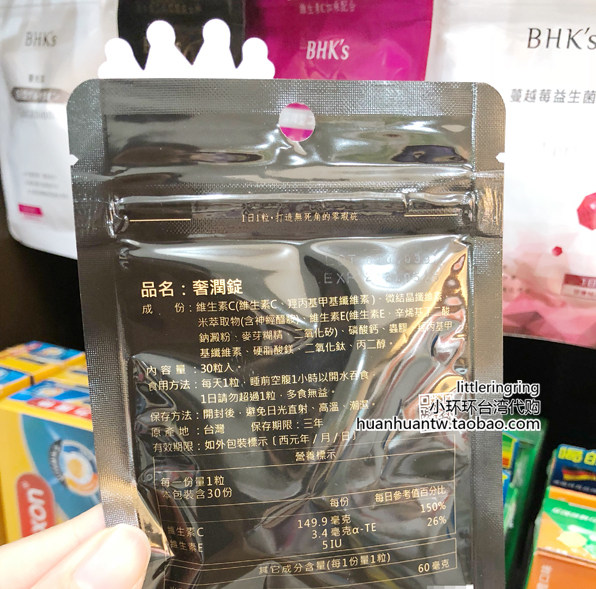 BHK's
BHK's
蔓越莓益生菌
1日1粒，打造無死角的零瑕疵
品名：奢潤錠
成　份：維生素C(維生素C、羥丙基甲基纖維素)、微結晶纖維素
米萃取物(含神經醯胺)、維生素E(維生素E、辛烯基丁二酸
鈉澱粉、麥芽糊精、二氧化矽)、磷酸鈣、蟲膠、羥丙基甲
基纖維素、硬脂酸鎂、二氧化鈦、丙二醇
內容量：30粒入。
食用方法：每天1粒，睡前空腹1小時以開水吞食
1日請勿超過1粒，多食無益。
保存方法：開封後，避免日光直射、高溫、潮濕。
原產地：台灣　保存期限：三年
有效期限：如外包裝標示〔西元年/月/日〕
營養標示
每一份量1粒
本包裝含30份
每份　每日參考值百分比
維生素C　149.9 毫克　150%
維生素E　3.4 毫克α-TE　26%
5 IU
其它成分含量(每1份量1粒)
60毫克
littleringring
小环环台湾代购
huanhuantw.taobao.com
xon